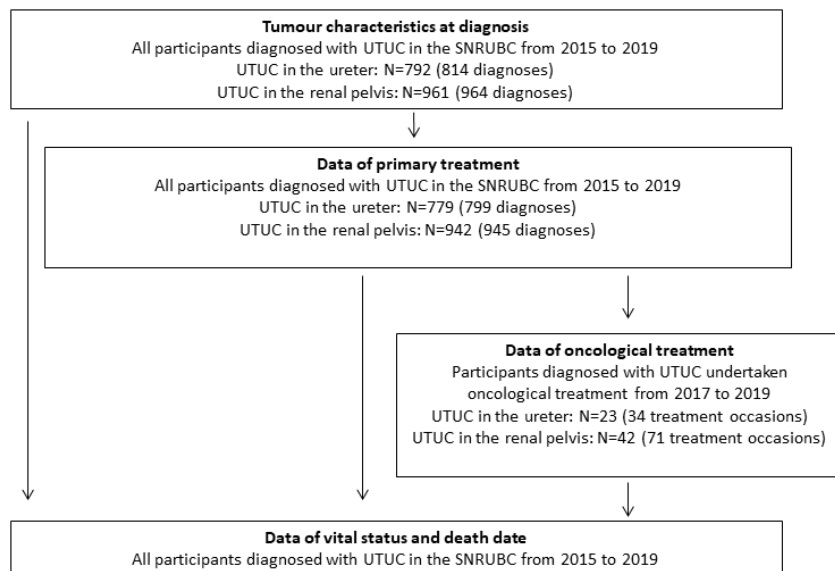 Tumour characteristics at diagnosis
All participants diagnosed with UTUC in the SNRUBC from 2015 to 2019
UTUC in the ureter: N=792 (814 diagnoses)
UTUC in the renal pelvis: N=961 (964 diagnoses)
Data of primary treatment
All participants diagnosed with UTUC in the SNRUBC from 2015 to 2019
UTUC in the ureter: N=779 (799 diagnoses)
UTUC in the renal pelvis: N=942 (945 diagnoses)
Data of oncological treatment
Participants diagnosed with UTUC undertaken
oncological treatment from 2017 to 2019
UTUC in the ureter: N=23 (34 treatment occasions)
UTUC in the renal pelvis: N=42 (71 treatment occasions)
Data of vital status and death date
All participants diagnosed with UTUC in the SNRUBC from 2015 to 2019